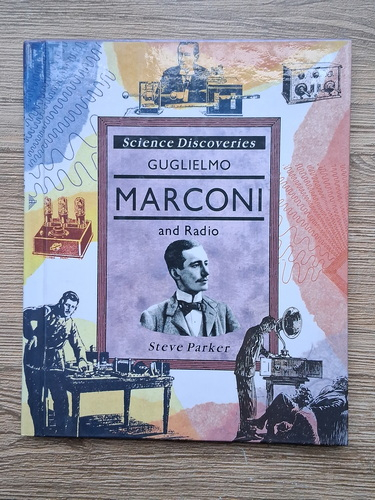 Science Discoveries
GUGLIELMO
MARCONI
and Radio
Steve Parker